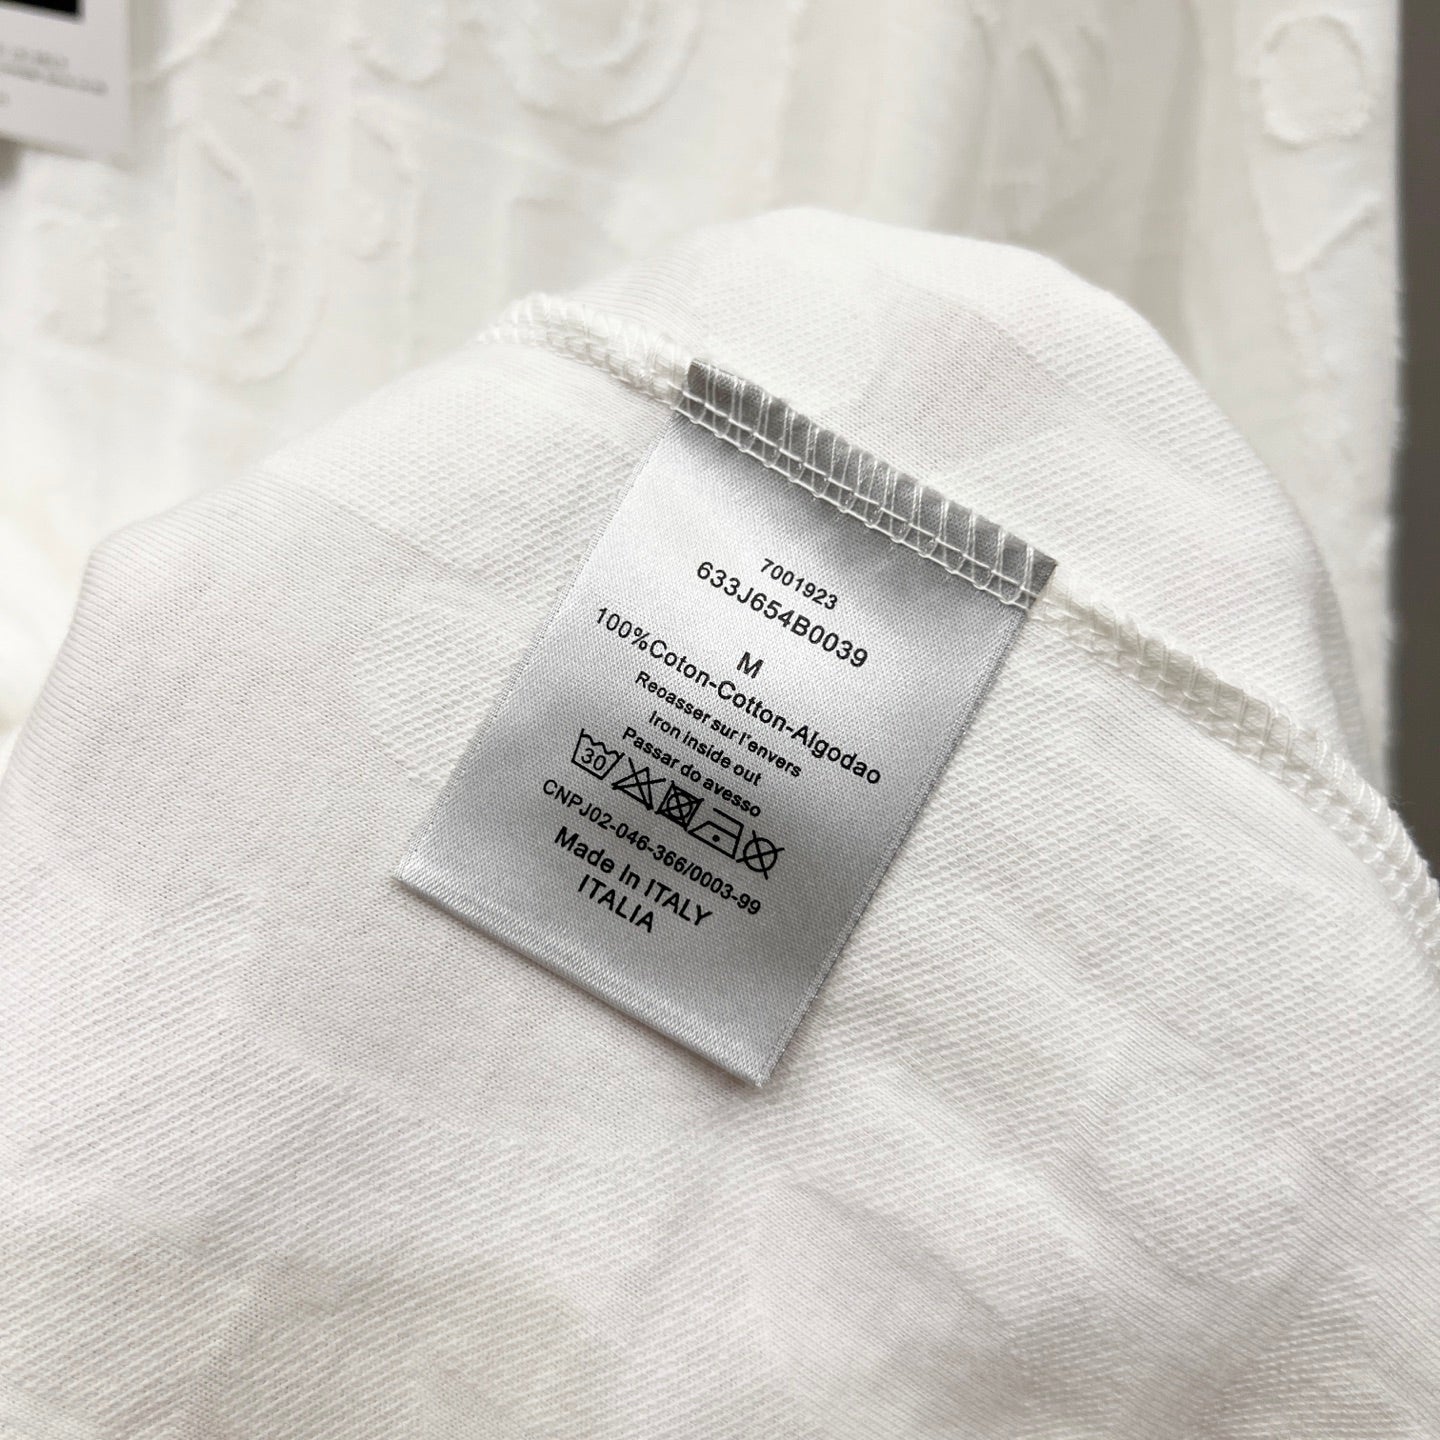 7001923
633J654B0039
M
100%Coton-Cotton-Algodao
Reoasser sur l'envers
Iron inside out
Passar do avesso
30
CNPJ02-046-366/0003-99
Made In ITALY
ITALIA